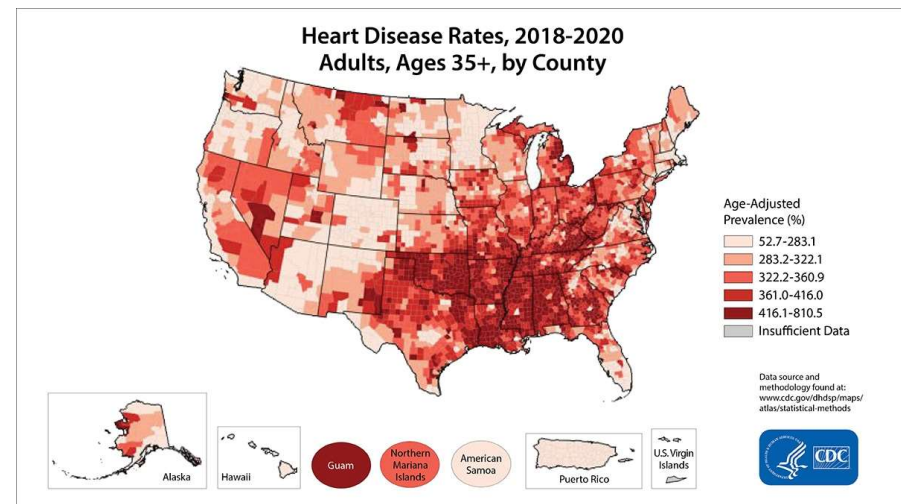 Heart Disease Rates, 2018-2020
Adults, Ages 35+, by County
Age-Adjusted
Prevalence (%)
52.7-283.1
283.2-322.1
322.2-360.9
361.0-416.0
416.1-810.5
Insufficient Data
Data source and
methodology found at:
www.cdc.gov/dhdsp/maps/
atlas/statistical-methods
Alaska
Hawaii
Guam
Northern
Mariana
Islands
American
Samoa
Puerto Rico
U.S. Virgin
Islands
CDC